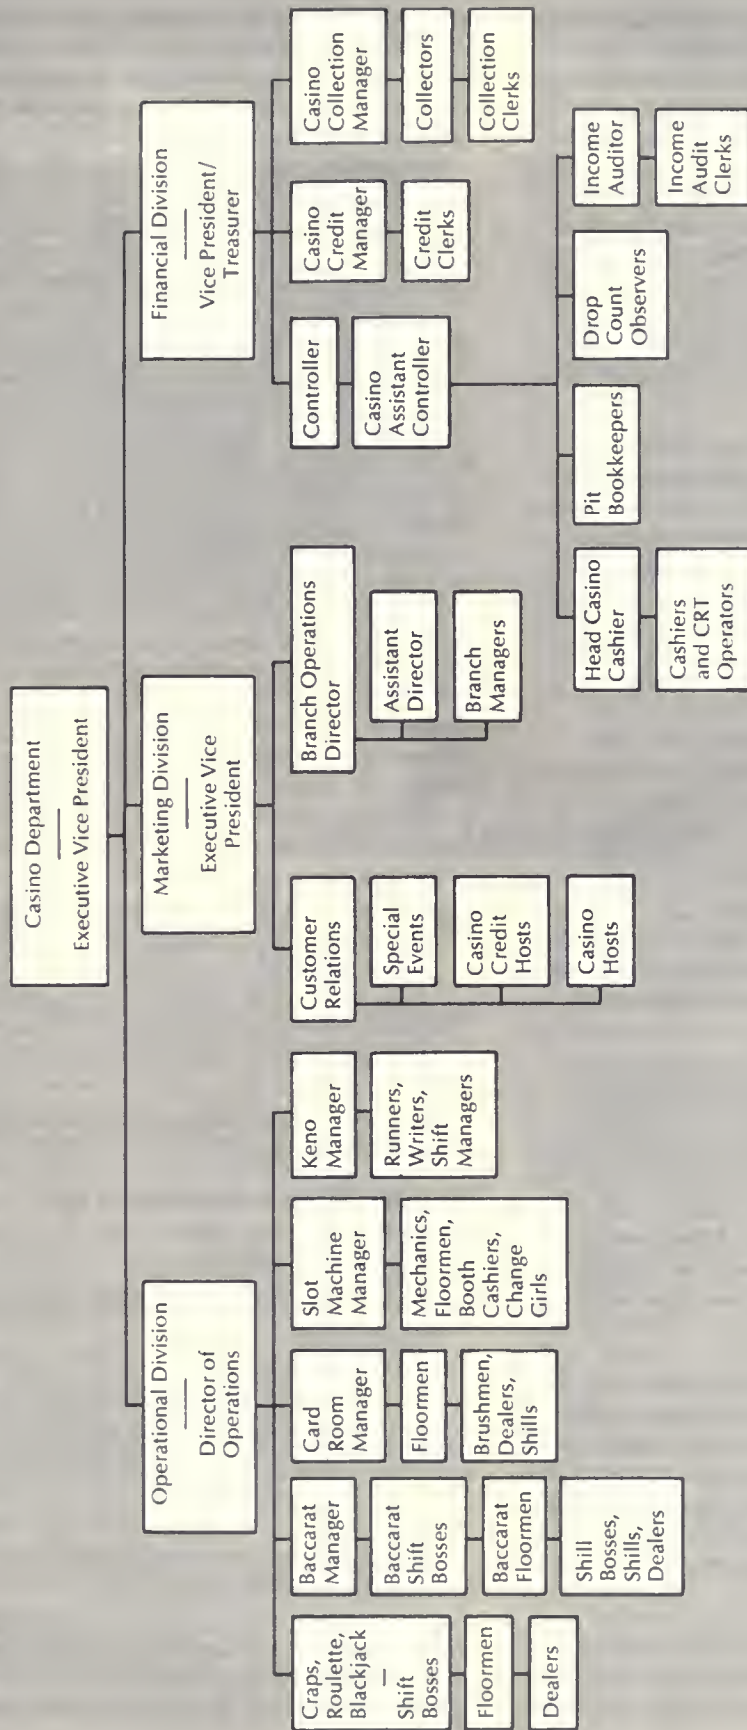 Casino Department
Executive Vice President
Operational Division
Director of
Operations
Marketing Division
Executive Vice
President
Financial Division
Vice President/
Treasurer
Craps,
Roulette,
Blackjack
—
Shift
Bosses
Floormen
Dealers
Baccarat
Manager
Baccarat
Shift
Bosses
Baccarat
Floormen
Shill
Bosses,
Shills,
Dealers
Card
Room
Manager
Floormen
Brushmen,
Dealers,
Shills
Slot
Machine
Manager
Mechanics,
Floormen,
Booth
Cashiers,
Change
Girls
Keno
Manager
Runners,
Writers,
Shift
Managers
Customer
Relations
Special
Events
Casino
Credit
Hosts
Casino
Hosts
Branch Operations
Director
Assistant
Director
Branch
Managers
Controller
Casino
Assistant
Controller
Head Casino
Cashier
Cashiers
and CRT
Operators
Pit
Bookkeepers
Drop
Count
Observers
Income
Auditor
Income
Audit
Clerks
Casino
Credit
Manager
Credit
Clerks
Casino
Collection
Manager
Collectors
Collection
Clerks